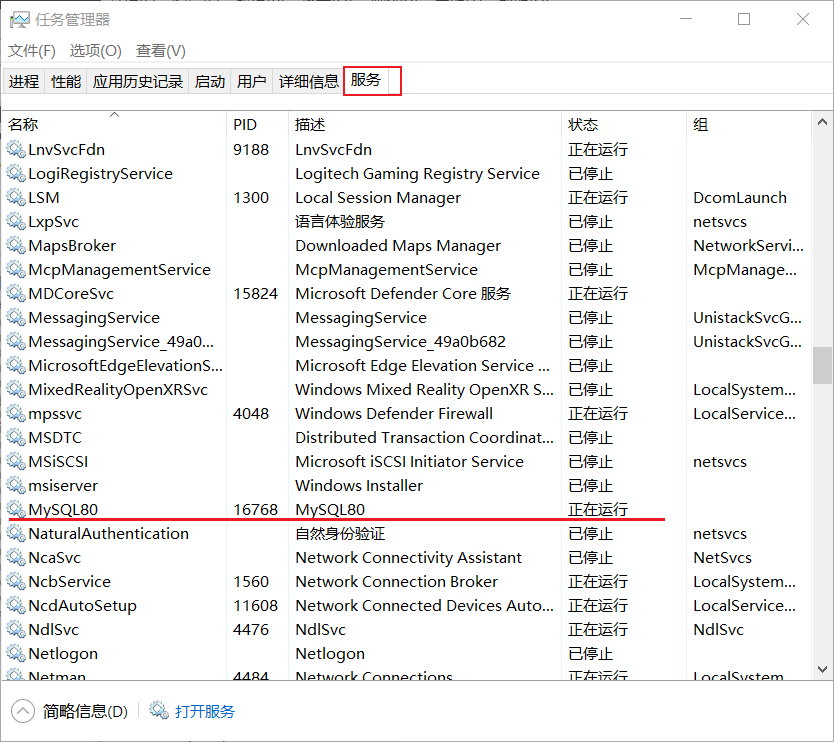 任务管理器
文件(F) 选项(O) 查看(V)
进程 性能 应用历史记录 启动 用户 详细信息 服务
名称 PID 描述 状态 组
LnvSvcFdn 9188 LnvSvcFdn 正在运行
LogiRegistryService Logitech Gaming Registry Service 已停止
LSM 1300 Local Session Manager 正在运行 DcomLaunch
LxpSvc 语言体验服务 已停止 netsvcs
MapsBroker Downloaded Maps Manager 已停止 NetworkServi...
McpManagementService McpManagementService 已停止 McpManage...
MDCoreSvc 15824 Microsoft Defender Core 服务 正在运行
MessagingService MessagingService 已停止 UnistackSvcG...
MessagingService_49a0... MessagingService_49a0b682 已停止 UnistackSvcG...
MicrosoftEdgeElevationS... Microsoft Edge Elevation Service ... 已停止
MixedRealityOpenXRSvc Windows Mixed Reality OpenXR S... 已停止 LocalSystem...
mpssvc 4048 Windows Defender Firewall 正在运行 LocalService...
MSDTC Distributed Transaction Coordinat... 已停止
MSiSCSI Microsoft iSCSI Initiator Service 已停止 netsvcs
msiserver Windows Installer 已停止
MySQL80 16768 MySQL80 正在运行
NaturalAuthentication 自然身份验证 已停止 netsvcs
NcaSvc Network Connectivity Assistant 已停止 NetSvcs
NcbService 1560 Network Connection Broker 正在运行 LocalSystem...
NcdAutoSetup 11608 Network Connected Devices Auto... 正在运行 LocalService...
NdlSvc 4476 NdlSvc 正在运行 NdlSvc
Netlogon Netlogon 已停止
Netman 4484 Network Connections 正在运行 LocalSystem
简略信息(D) 打开服务